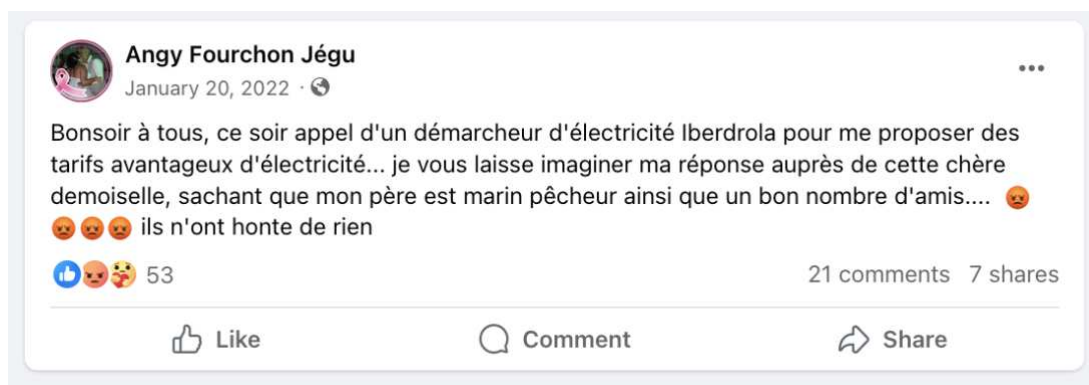 Angy Fourchon Jégu
January 20, 2022 ·
Bonsoir à tous, ce soir appel d'un démarcheur d'électricité Iberdrola pour me proposer des
tarifs avantageux d'électricité... je vous laisse imaginer ma réponse auprès de cette chère
demoiselle, sachant que mon père est marin pêcheur ainsi que un bon nombre d'amis.... 😡
😡😡😡 ils n'ont honte de rien
53 21 comments 7 shares
Like Comment Share